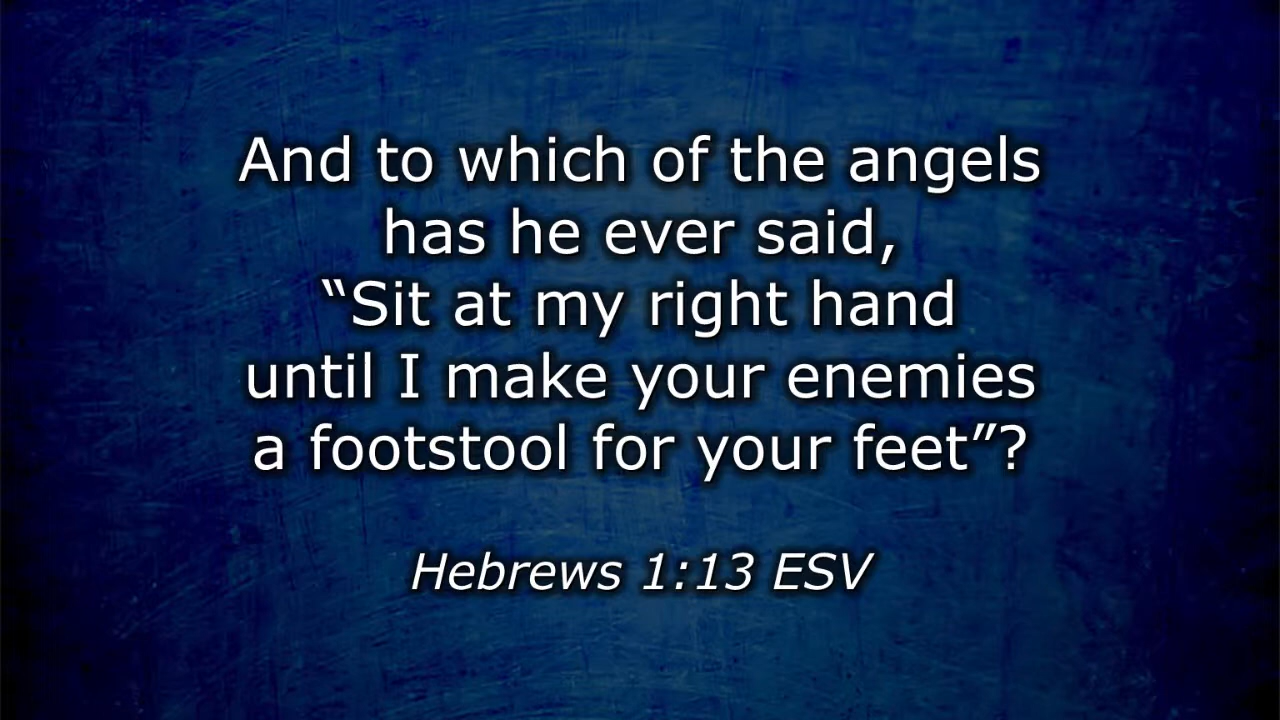 And to which of the angels
has he ever said,
“Sit at my right hand
until I make your enemies
a footstool for your feet”?
Hebrews 1:13 ESV